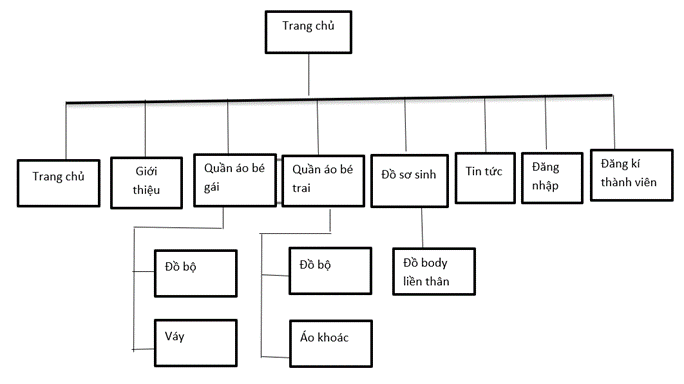 Trang chủ
Trang chủ
Giới
thiệu
Quần áo bé
gái
Quần áo bé
trai
Đồ sơ sinh
Tin tức
Đăng
nhập
Đăng kí
thành viên
Đồ bộ
Đồ bộ
Đồ body
liền thân
Váy
Áo khoác